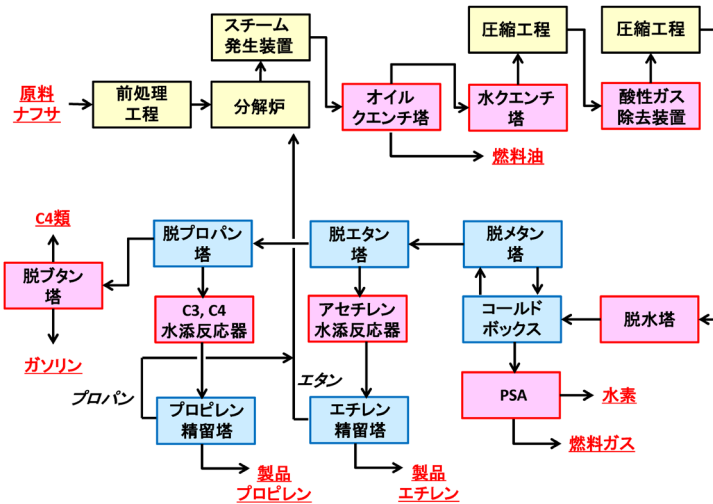 スチーム
発生装置
圧縮工程
圧縮工程
原料
ナフサ
前処理
工程
分解炉
オイル
クエンチ塔
水クエンチ
塔
酸性ガス
除去装置
燃料油
C4類
脱プロパン
塔
脱エタン
塔
脱メタン
塔
脱ブタン
塔
C3, C4
水添反応器
アセチレン
水添反応器
コールド
ボックス
脱水塔
ガソリン
プロパン
エタン
PSA
水素
プロピレン
精留塔
エチレン
精留塔
燃料ガス
製品
プロピレン
製品
エチレン